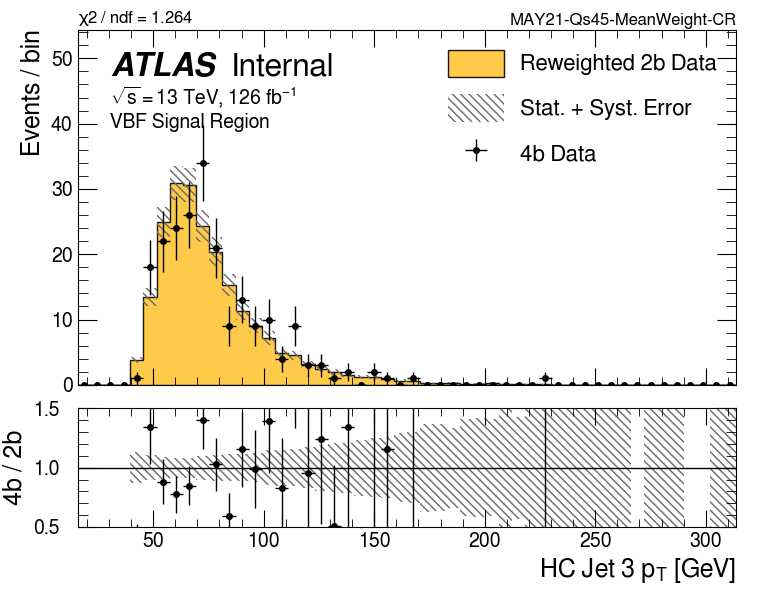 χ2 / ndf = 1.264
MAY21-Qs45-MeanWeight-CR
Events / bin
ATLAS Internal
√s = 13 TeV, 126 fb⁻¹
VBF Signal Region
Reweighted 2b Data
Stat. + Syst. Error
4b Data
50
40
30
20
10
0
4b / 2b
1.5
1.0
0.5
50 100 150 200 250 300
HC Jet 3 p_T [GeV]